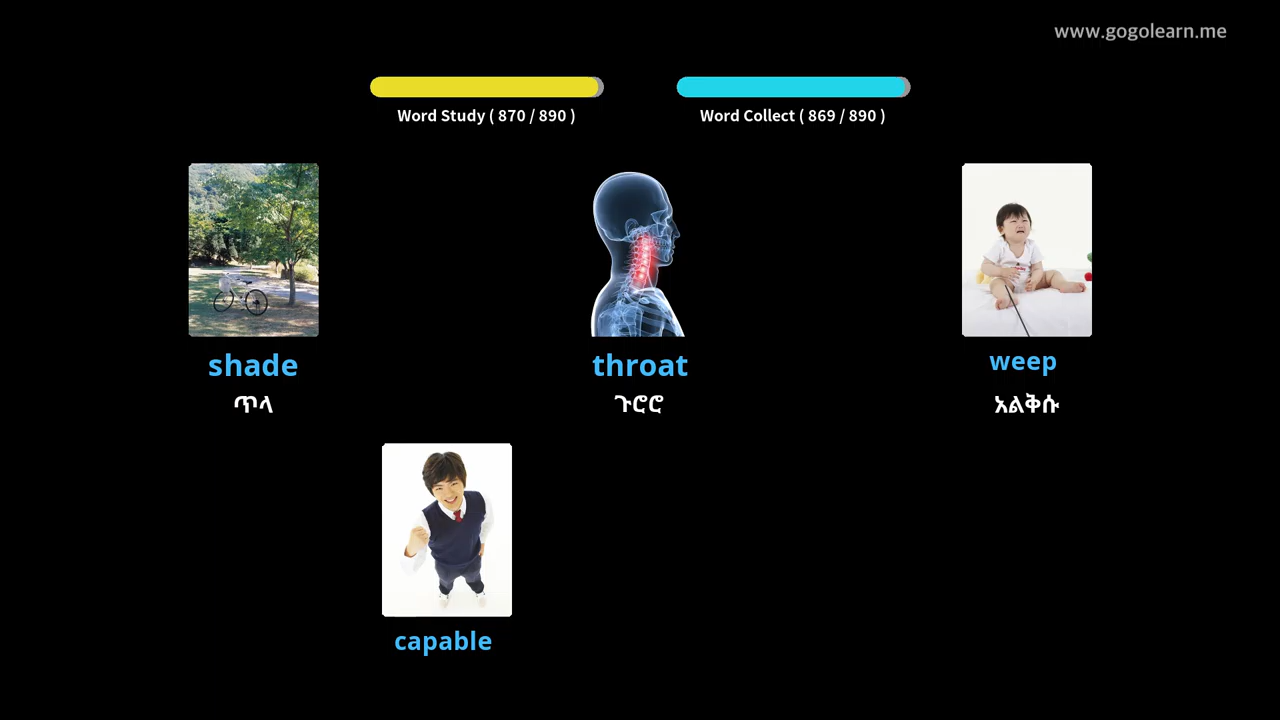 www.gogolearn.me
Word Study ( 870 / 890 )
Word Collect ( 869 / 890 )
shade
throat
weep
ጥላ
ጉሮሮ
አልቅሱ
capable